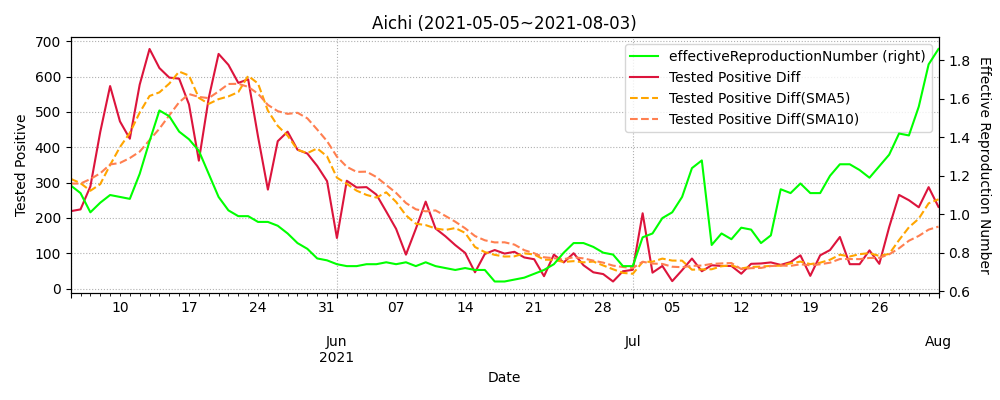 Aichi (2021-05-05~2021-08-03)
effectiveReproductionNumber (right)
Tested Positive Diff
Tested Positive Diff(SMA5)
Tested Positive Diff(SMA10)
Tested Positive
700
600
500
400
300
200
100
0
Effective Reproduction Number
1.8
1.6
1.4
1.2
1.0
0.8
0.6
10 17 24 31 07 14 21 28 05 12 19 26
Jun Jul Aug
2021
Date